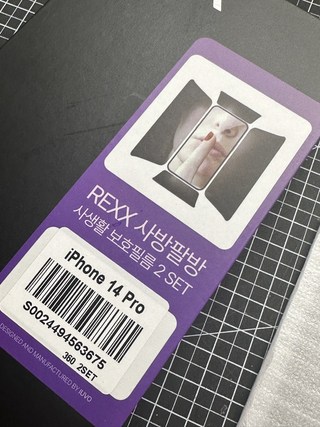 REXX 사방팔방
사생활 보호필름 2 SET
iPhone 14 Pro
S0024494563675
360 2SET
DESIGNED AND MANUFACTURED BY IUVO